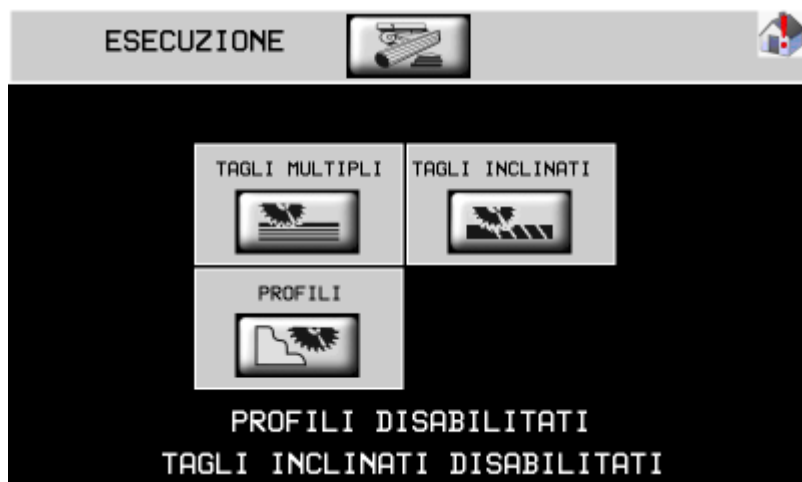 ESECUZIONE
TAGLI MULTIPLI
TAGLI INCLINATI
PROFILI
PROFILI DISABILITATI
TAGLI INCLINATI DISABILITATI